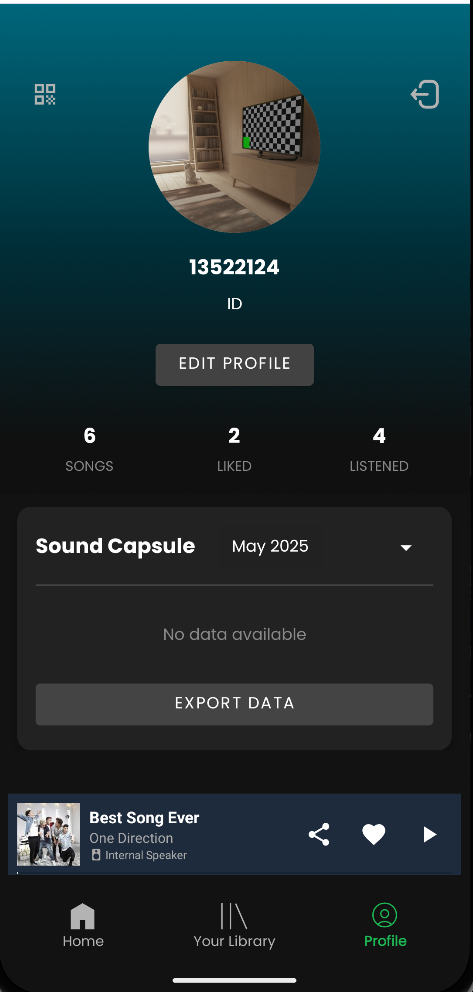 13522124
ID
EDIT PROFILE
6 2 4
SONGS LIKED LISTENED
Sound Capsule May 2025
No data available
EXPORT DATA
Best Song Ever
One Direction
Internal Speaker
Home Your Library Profile